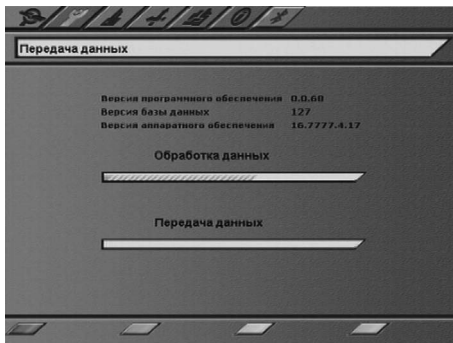 Передача данных
Версия программного обеспечения 0.0.60
Версия базы данных 127
Версия аппаратного обеспечения 16.7777.4.17
Обработка данных
Передача данных